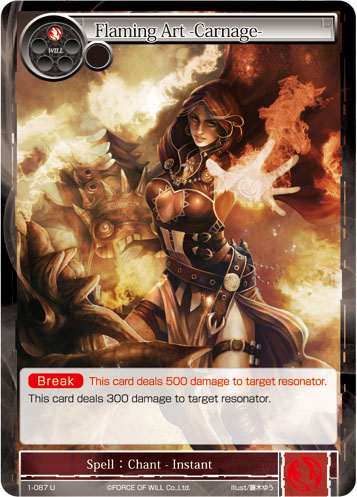 Flaming Art -Carnage-
WILL
Break This card deals 500 damage to target resonator.
This card deals 300 damage to target resonator.
Spell : Chant - Instant
1-087 U ©FORCE OF WILL Co.,Ltd. Illust/藤木ゆう